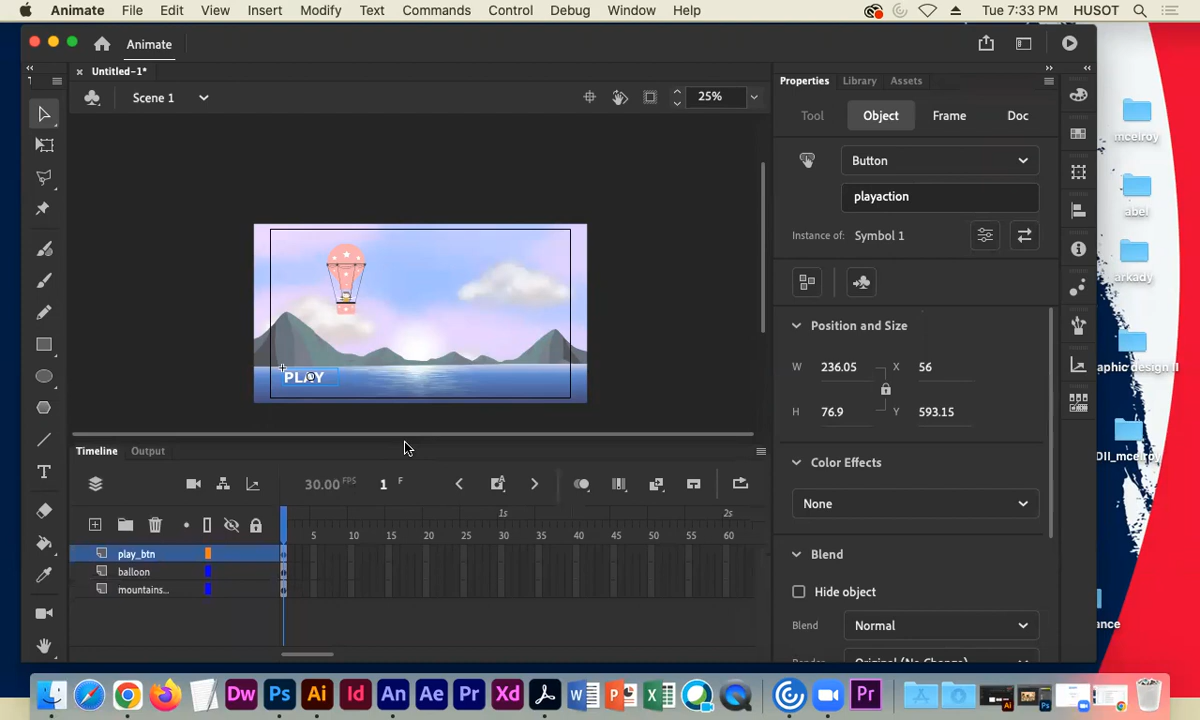 Animate File Edit View Insert Modify Text Commands Control Debug Window Help Tue 7:33 PM HUSOT
Animate
Untitled-1*
Scene 1
25%
Properties Library Assets
Tool Object Frame Doc
Button
playaction
Instance of: Symbol 1
Position and Size
W 236.05 X 56
H 76.9 Y 593.15
Color Effects
None
Blend
Hide object
Blend Normal
Original (No Change)
PLAY
Timeline Output
30.00 FPS 1 F
1s 2s
5 10 15 20 25 30 35 40 45 50 55 60
play_btn
balloon
mountains...
mcelroy
abel
arkady
aphic design II
DII_mcelroy
ance
Dw Ps Ai Id An Ae Pr Xd W P X Pr